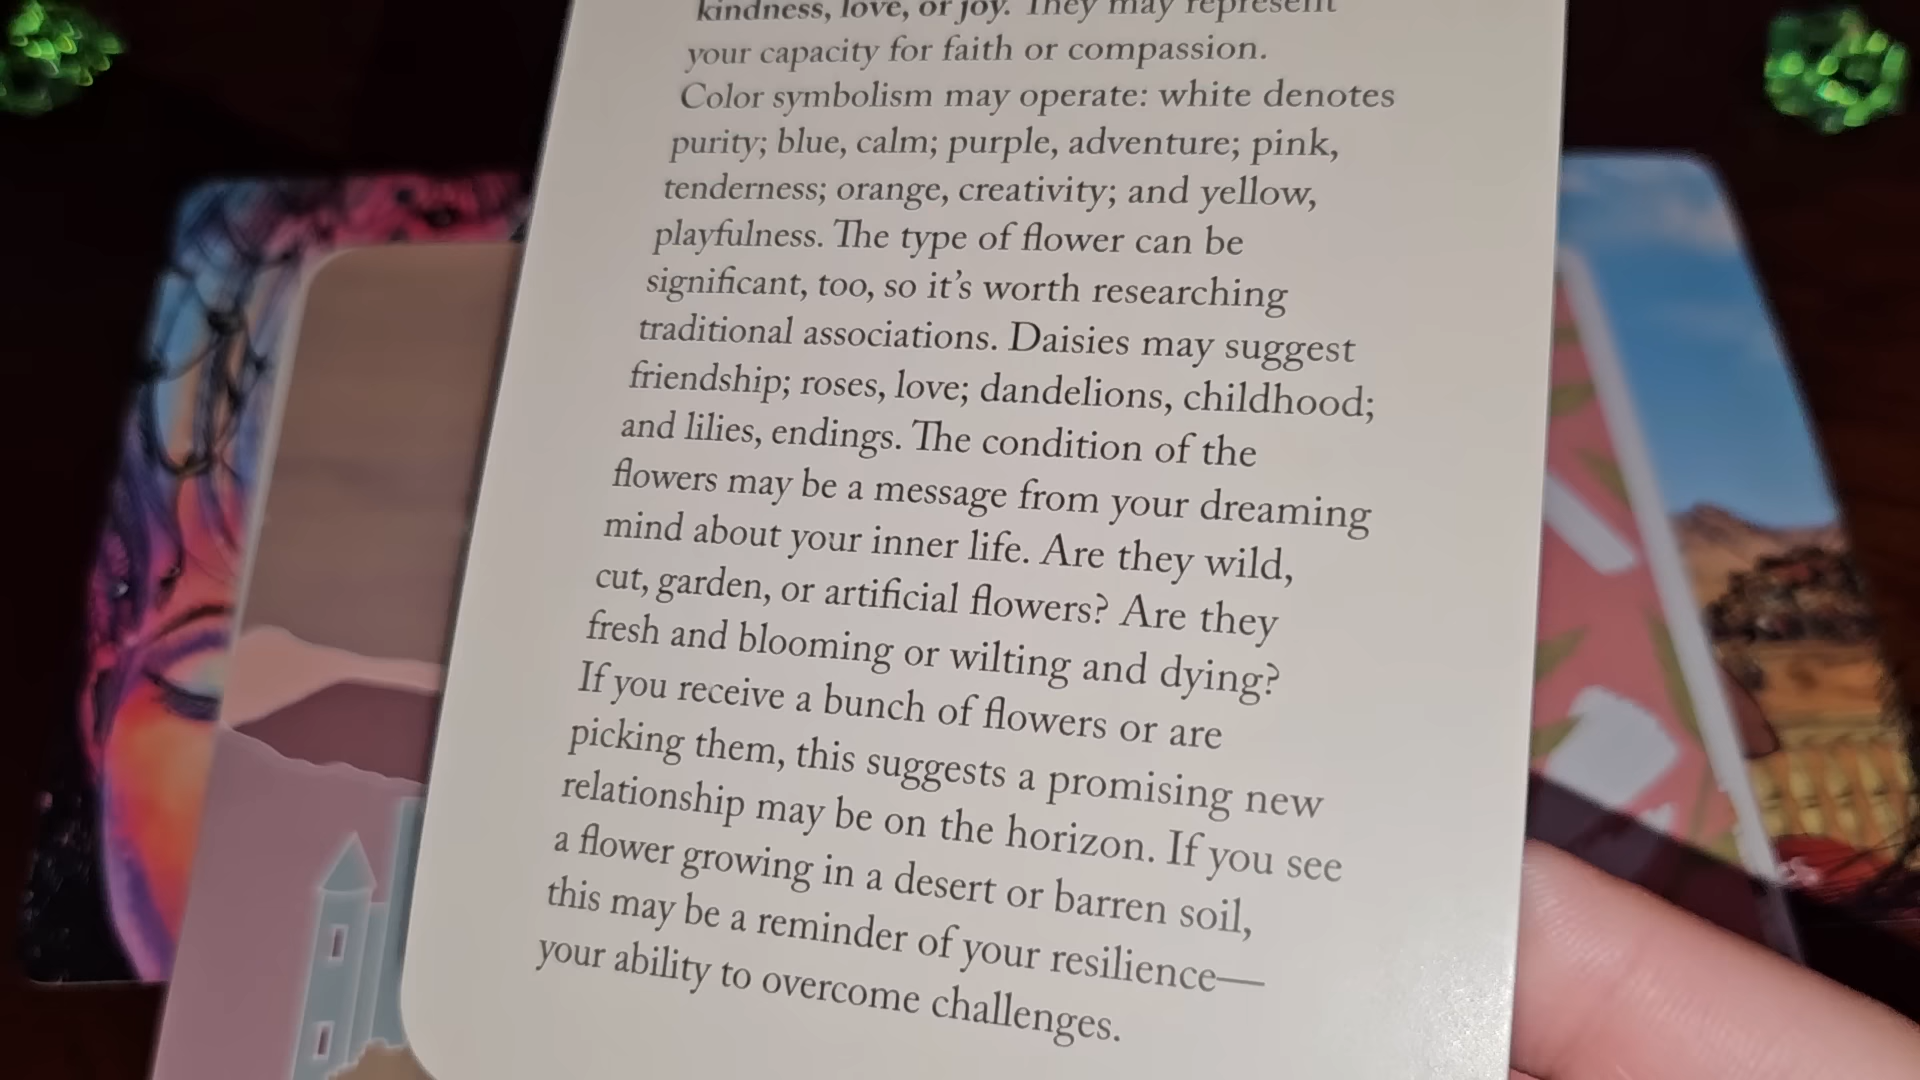 kindness, love, or joy. They may represent
your capacity for faith or compassion.
Color symbolism may operate: white denotes
purity; blue, calm; purple, adventure; pink,
tenderness; orange, creativity; and yellow,
playfulness. The type of flower can be
significant, too, so it's worth researching
traditional associations. Daisies may suggest
friendship; roses, love; dandelions, childhood;
and lilies, endings. The condition of the
flowers may be a message from your dreaming
mind about your inner life. Are they wild,
cut, garden, or artificial flowers? Are they
fresh and blooming or wilting and dying?
If you receive a bunch of flowers or are
picking them, this suggests a promising new
relationship may be on the horizon. If you see
a flower growing in a desert or barren soil,
this may be a reminder of your resilience—
your ability to overcome challenges.